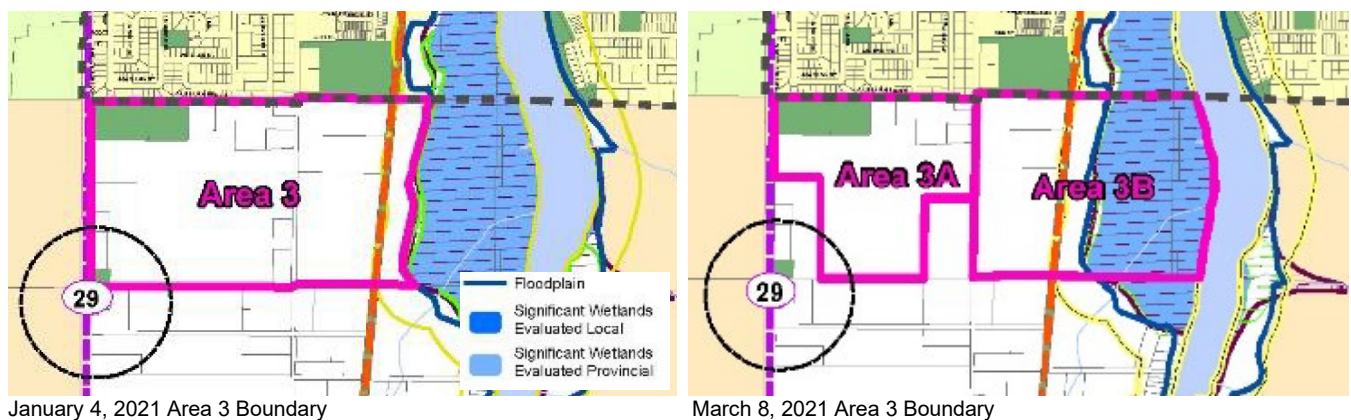 Area 3
29
Floodplain
Significant Wetlands
Evaluated Local
Significant Wetlands
Evaluated Provincial
January 4, 2021 Area 3 Boundary
Area 3A
Area 3B
29
March 8, 2021 Area 3 Boundary